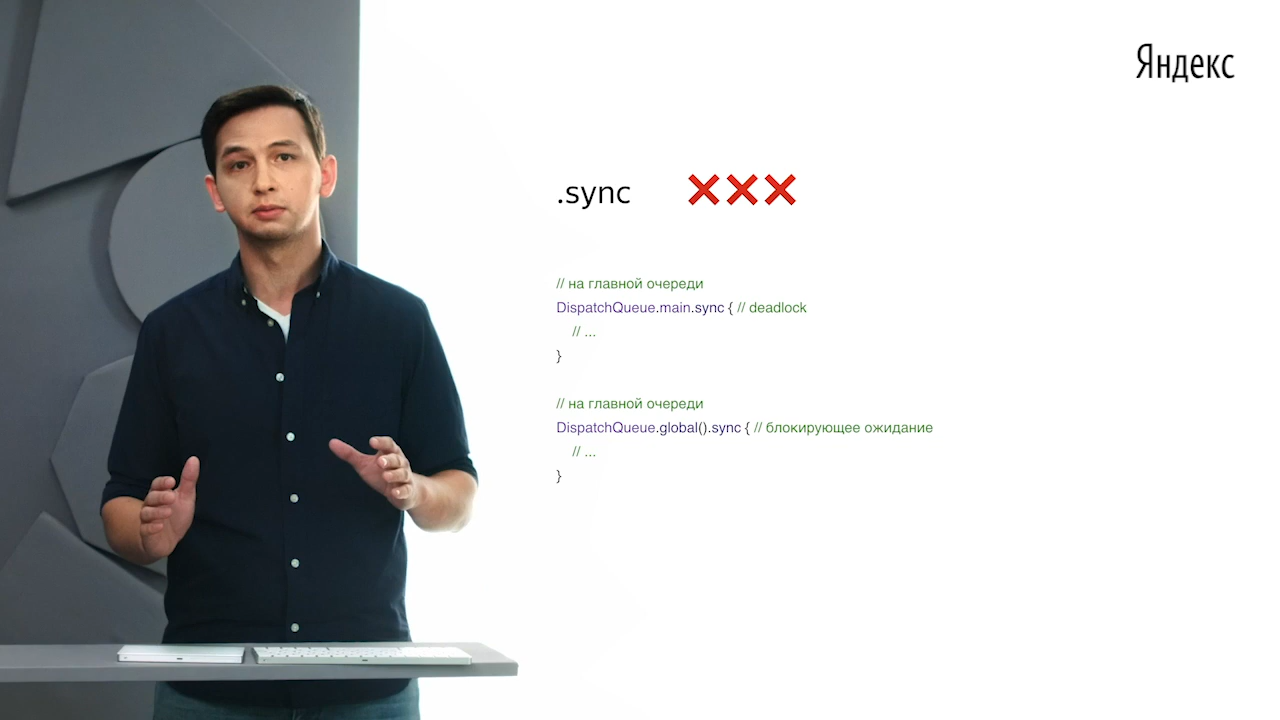 Яндекс
.sync ❌❌❌
// на главной очереди
DispatchQueue.main.sync { // deadlock
// ...
}
// на главной очереди
DispatchQueue.global().sync { // блокирующее ожидание
// ...
}